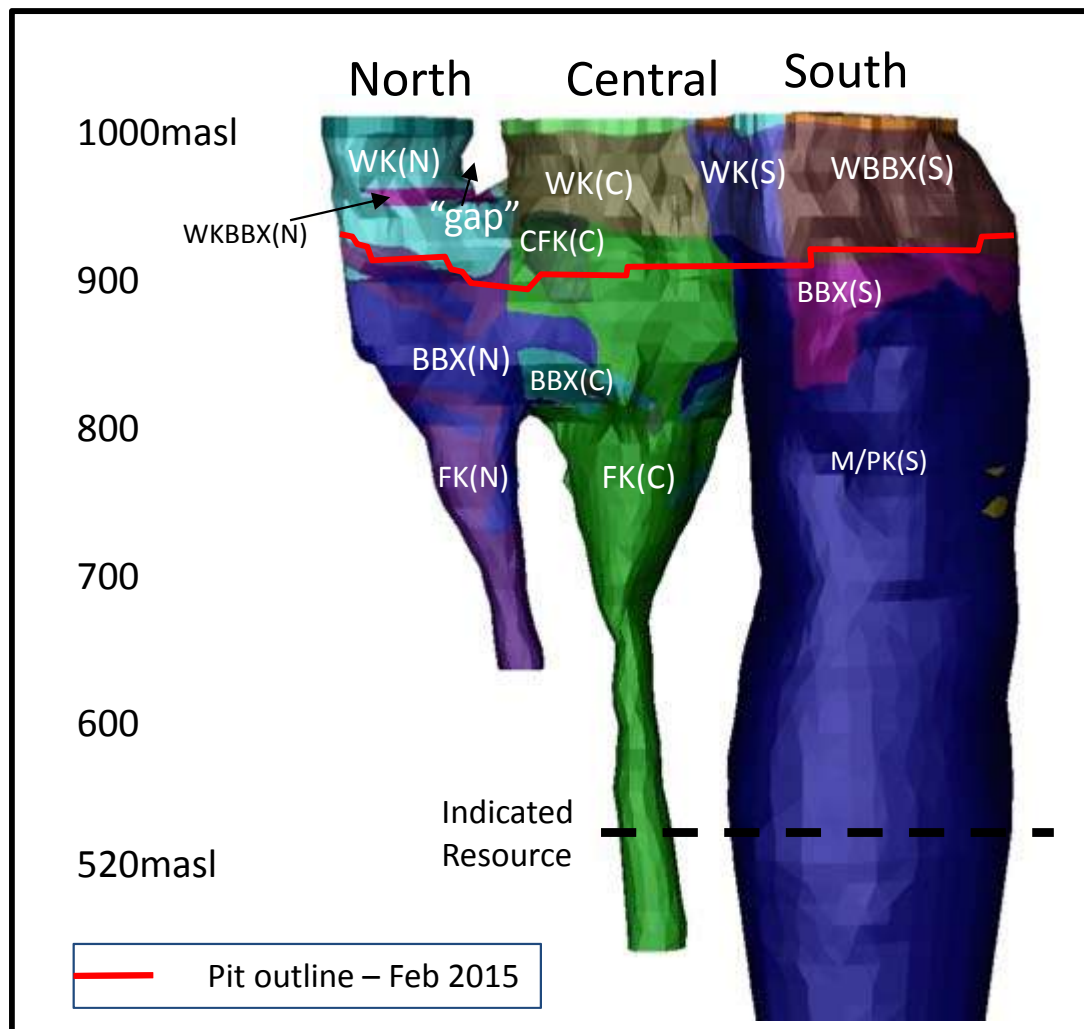 North Central South
1000masl
WK(N)
WK(C)
WK(S)
WBBX(S)
WKBBX(N)
“gap”
CFK(C)
900
BBX(S)
BBX(N)
BBX(C)
800
FK(N)
FK(C)
M/PK(S)
700
600
Indicated
Resource
520masl
Pit outline – Feb 2015